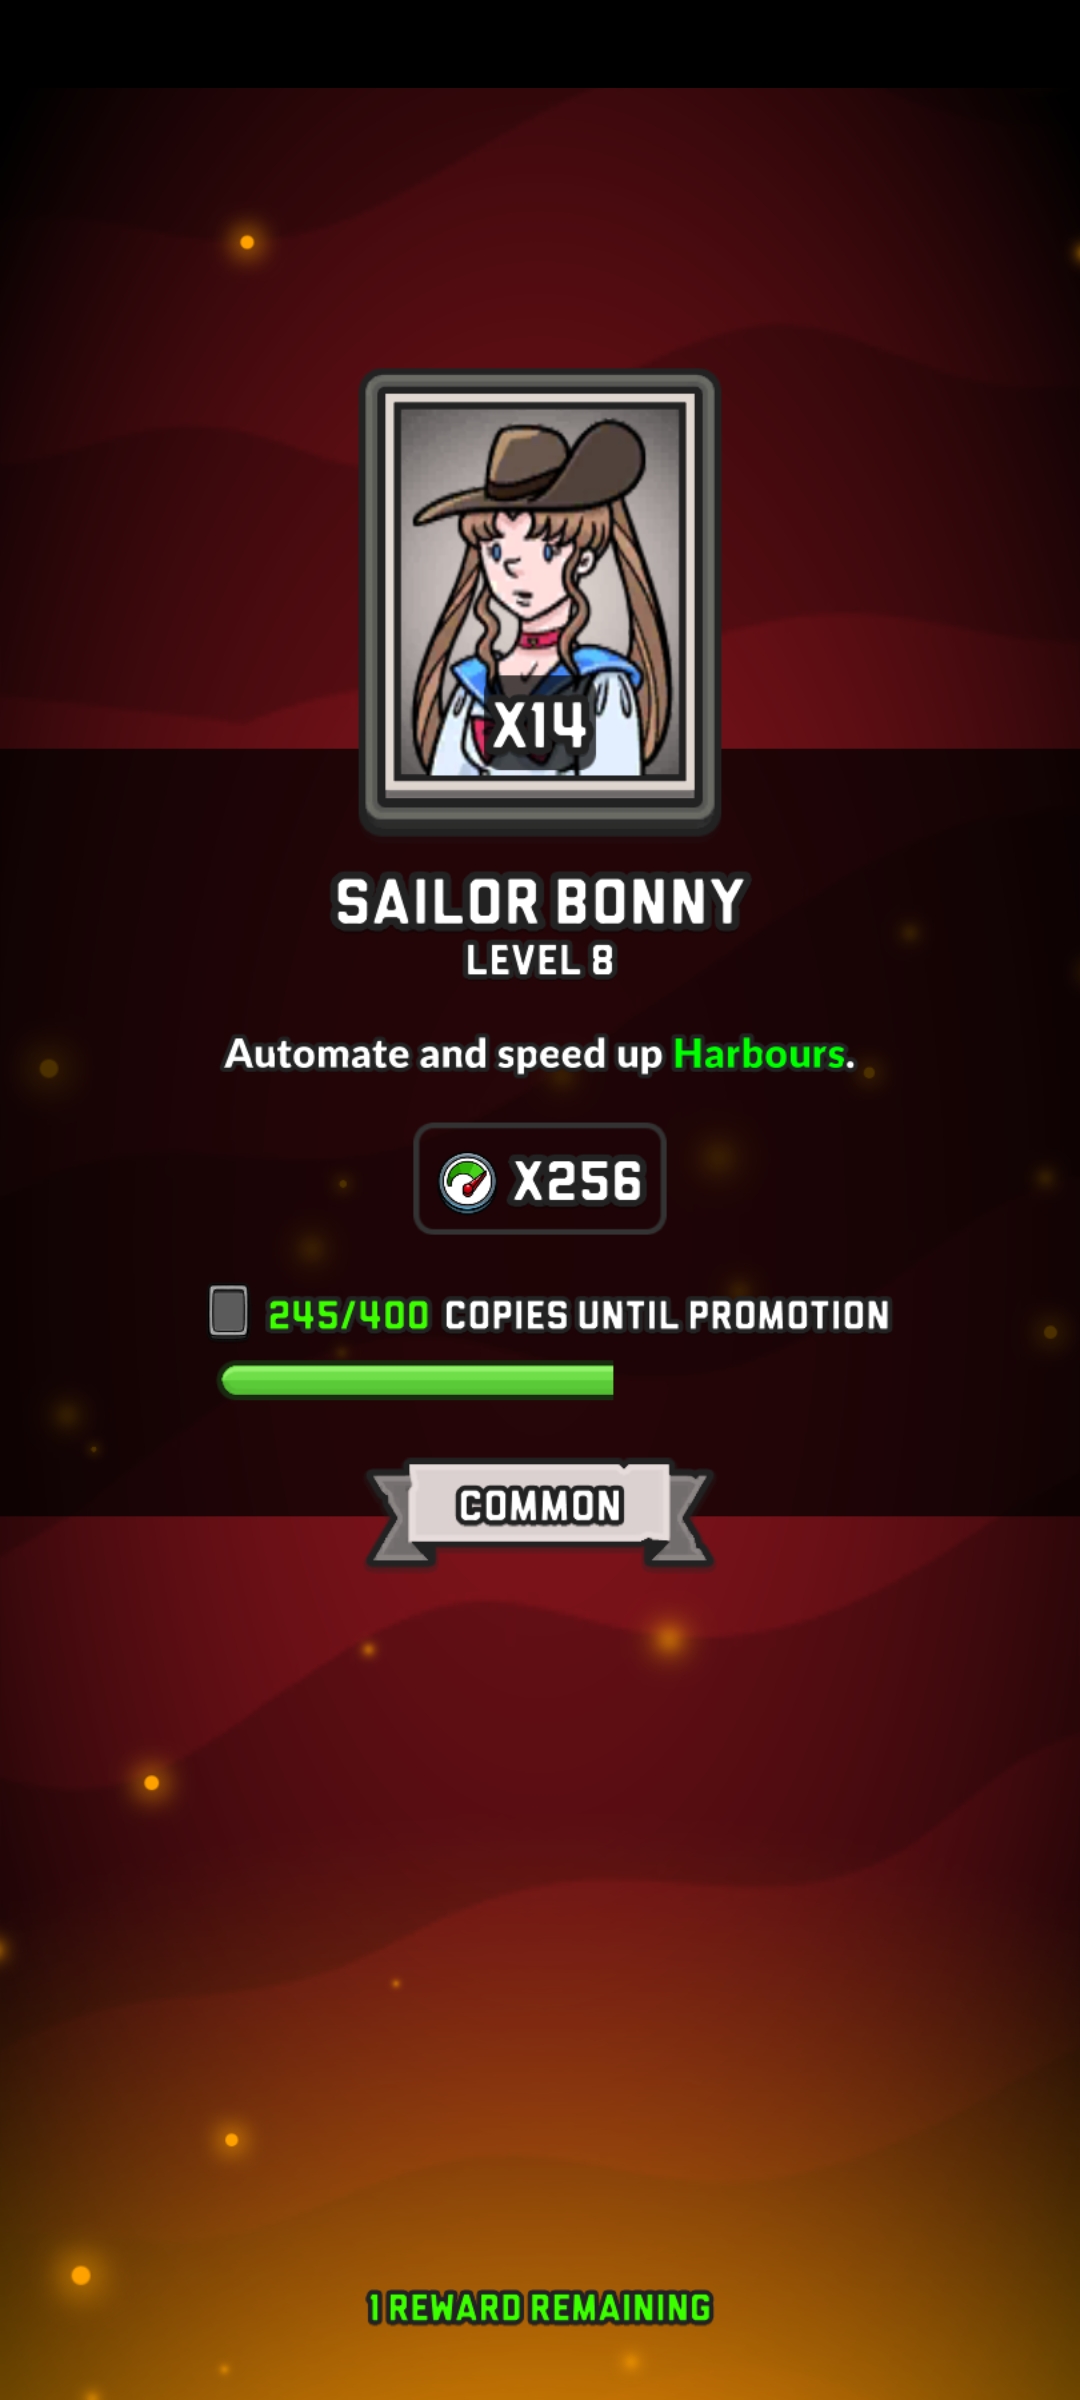 X14
SAILOR BONNY
LEVEL 8
Automate and speed up Harbours.
X256
245/400 COPIES UNTIL PROMOTION
COMMON
1 REWARD REMAINING